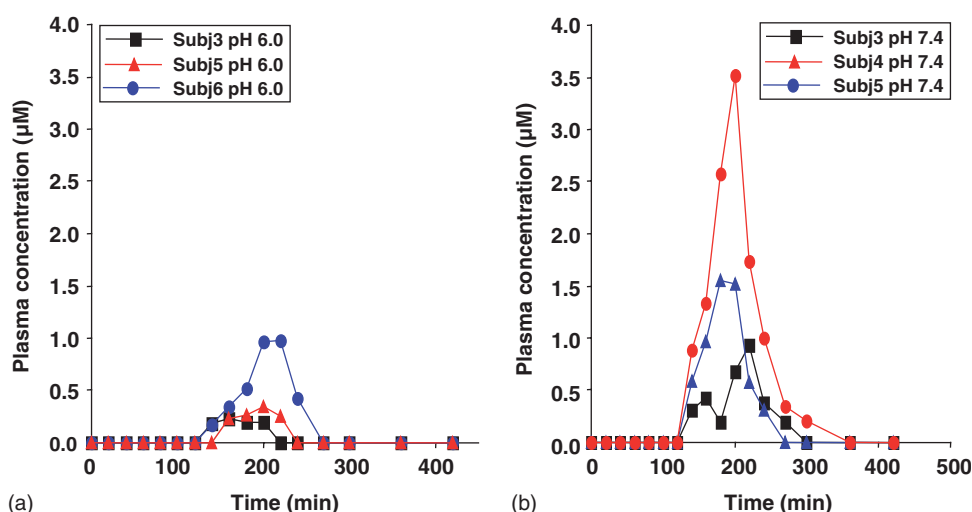 4.0
3.5
3.0
2.5
2.0
1.5
1.0
0.5
0.0
Plasma concentration (µM)
Subj3 pH 6.0
Subj5 pH 6.0
Subj6 pH 6.0
0 100 200 300 400
Time (min)
(a)
4.0
3.5
3.0
2.5
2.0
1.5
1.0
0.5
0.0
Plasma concentration (µM)
Subj3 pH 7.4
Subj4 pH 7.4
Subj5 pH 7.4
0 100 200 300 400 500
Time (min)
(b)